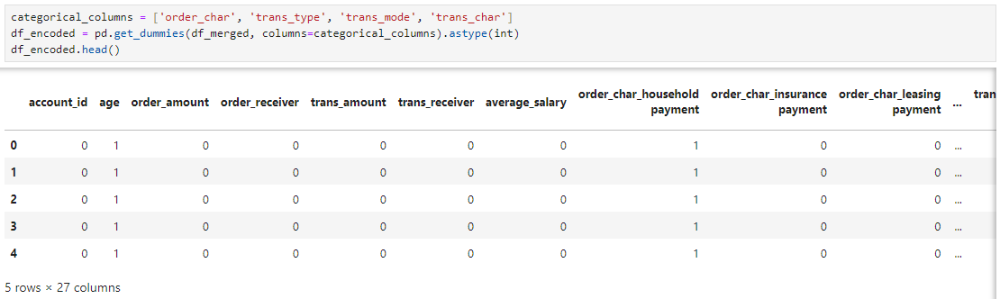 categorical_columns = ['order_char', 'trans_type', 'trans_mode', 'trans_char']
df_encoded = pd.get_dummies(df_merged, columns=categorical_columns).astype(int)
df_encoded.head()
account_id age order_amount order_receiver trans_amount trans_receiver average_salary order_char_household payment order_char_insurance payment order_char_leasing payment ... tran
0 0 1 0 0 0 0 0 1 0 0 ...
1 0 1 0 0 0 0 0 1 0 0 ...
2 0 1 0 0 0 0 0 1 0 0 ...
3 0 1 0 0 0 0 0 1 0 0 ...
4 0 1 0 0 0 0 0 1 0 0 ...
5 rows × 27 columns